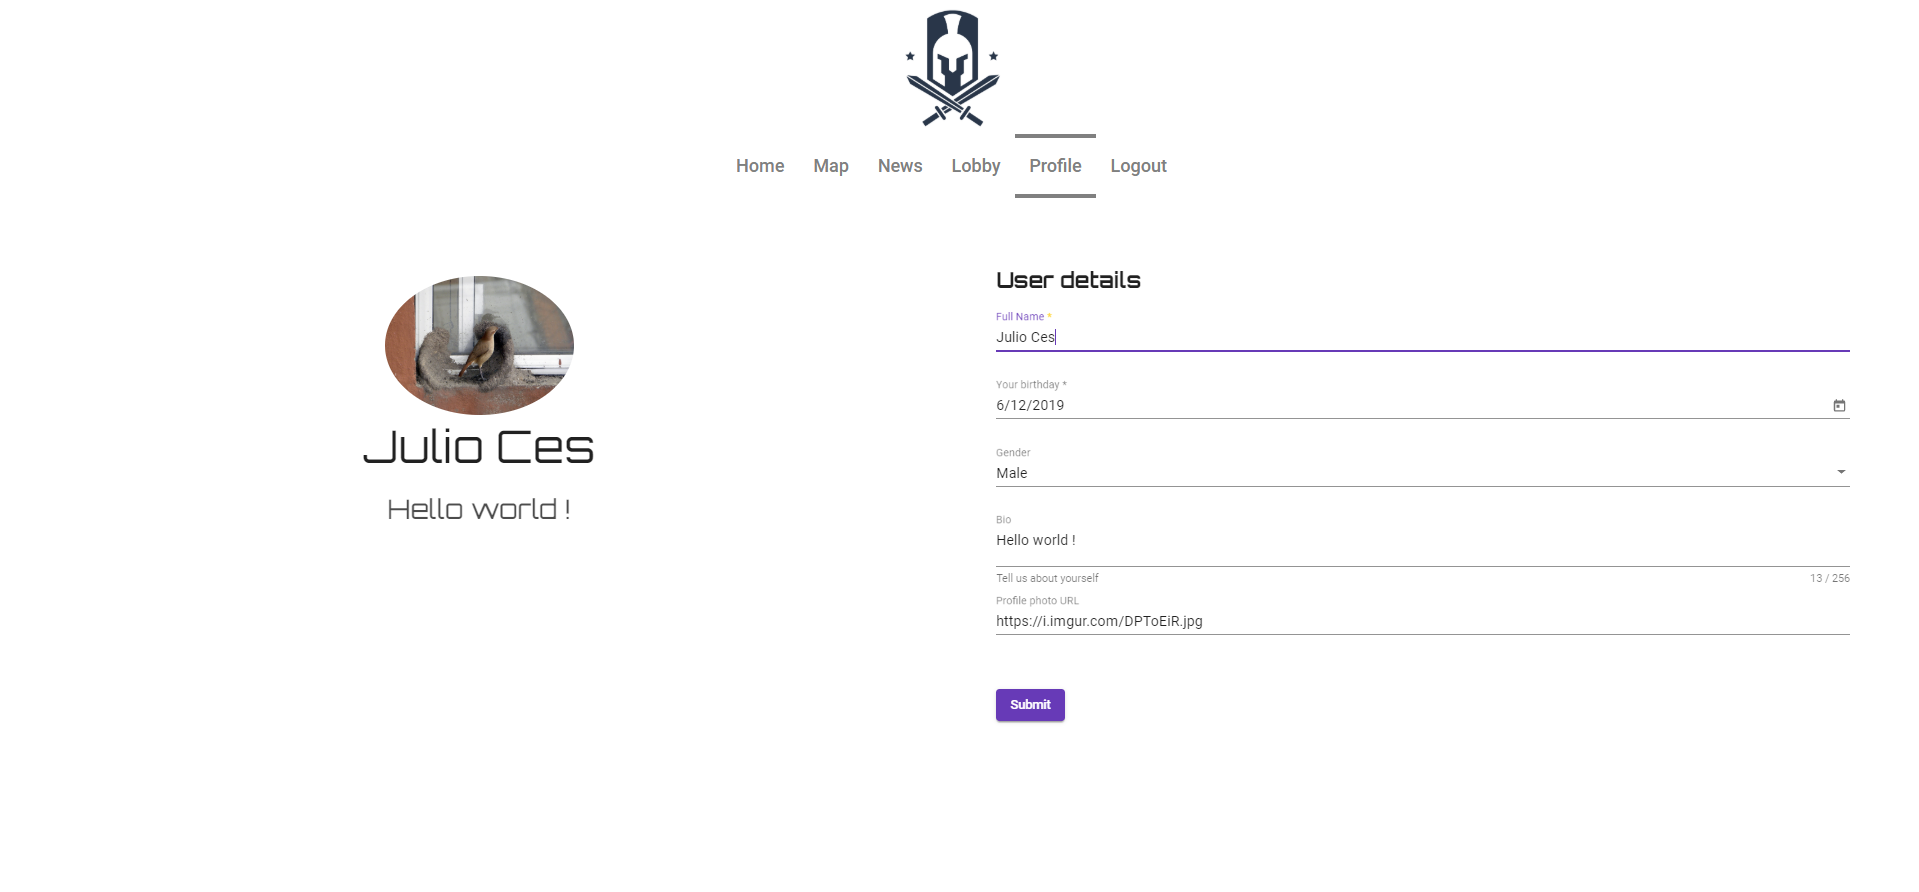 Home Map News Lobby Profile Logout
Julio Ces
Hello world !
User details
Full Name *
Julio Ces
Your birthday *
6/12/2019
Gender
Male
Bio
Hello world !
Tell us about yourself 13 / 256
Profile photo URL
https://i.imgur.com/DPToEiR.jpg
Submit